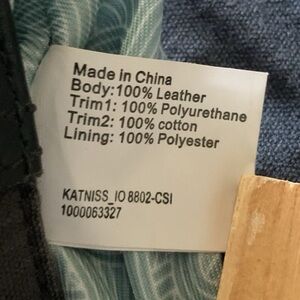 Made in China
Body:100% Leather
Trim1: 100% Polyurethane
Trim2: 100% cotton
Lining: 100% Polyester
KATNISS_IO 8802-CSI
1000063327